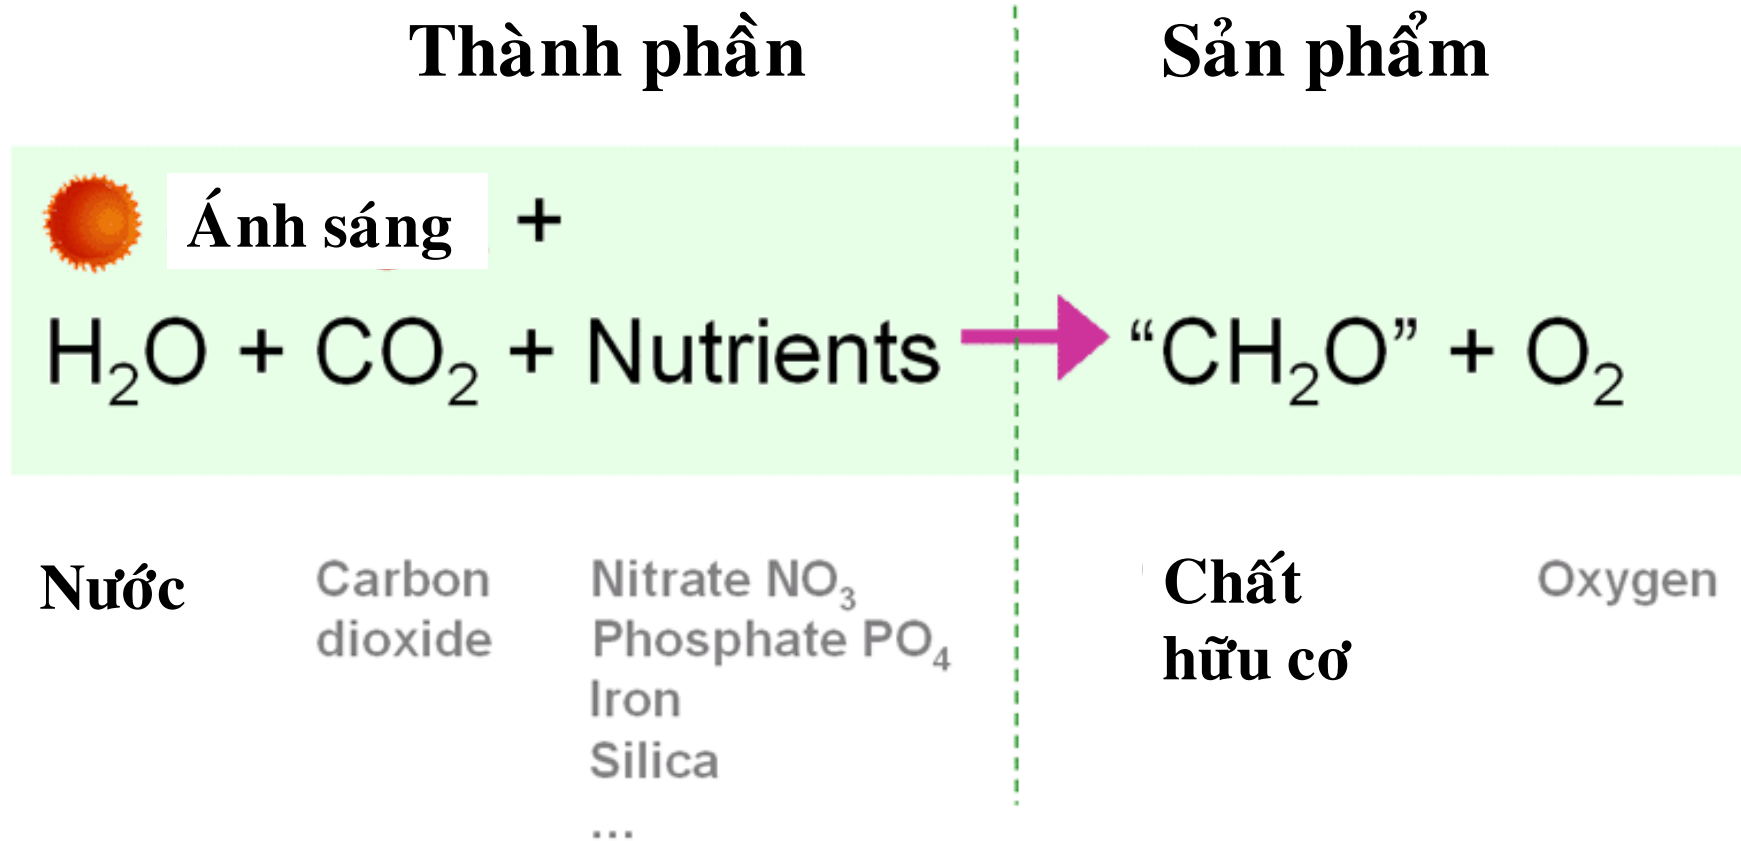 Thành phần
Sản phẩm
Ánh sáng +
H₂O + CO₂ + Nutrients → “CH₂O” + O₂
Nước
Carbon
dioxide
Nitrate NO₃
Phosphate PO₄
Iron
Silica
...
Chất
hữu cơ
Oxygen